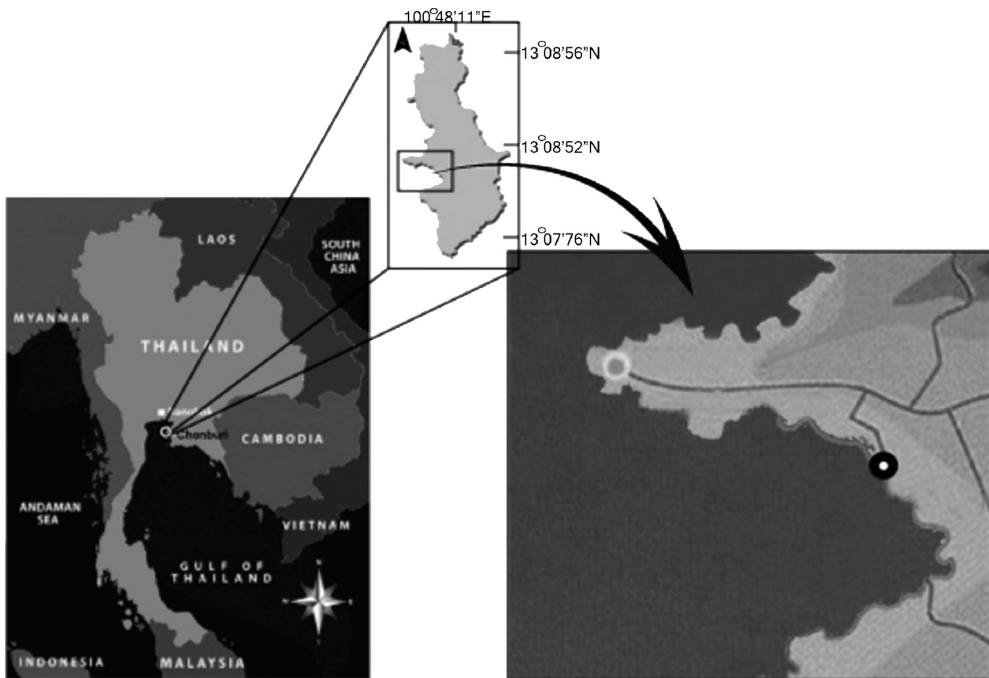 100°48'11"E
13°08'56"N
13°08'52"N
13°07'76"N
LAOS
SOUTH
CHINA
ASIA
MYANMAR
THAILAND
Chonburi
CAMBODIA
ANDAMAN
SEA
VIETNAM
GULF OF
THAILAND
N
E
INDONESIA
MALAYSIA